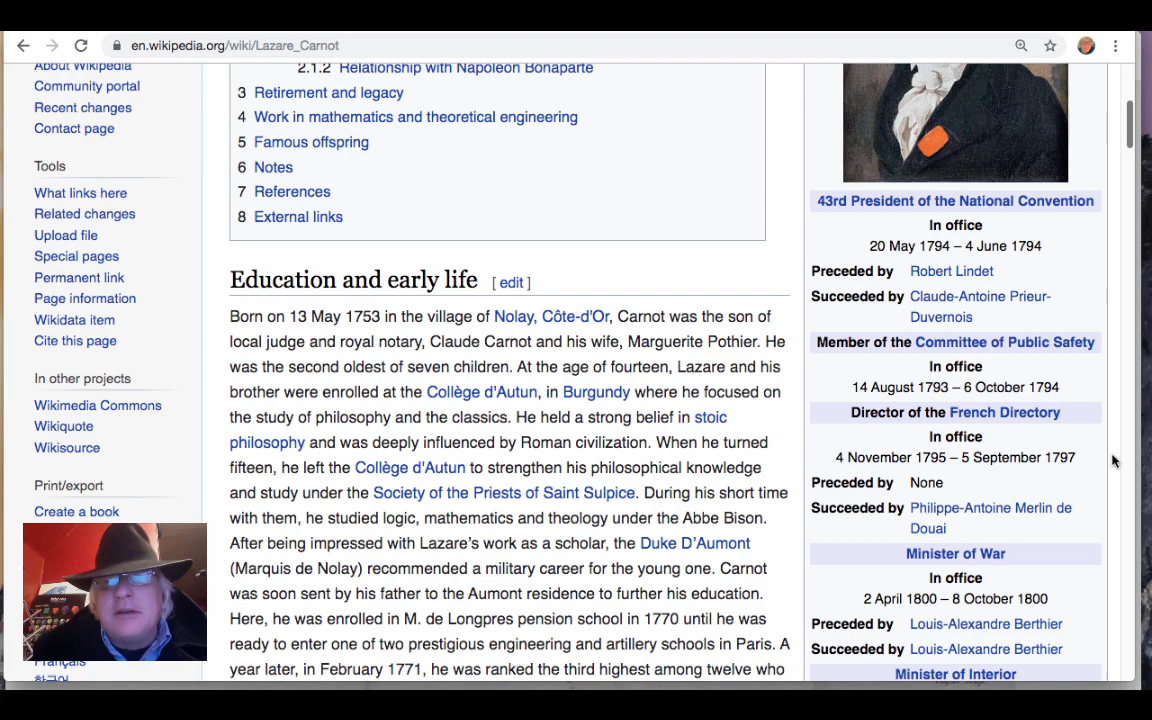 en.wikipedia.org/wiki/Lazare_Carnot
About Wikipedia
Community portal
Recent changes
Contact page
Tools
What links here
Related changes
Upload file
Special pages
Permanent link
Page information
Wikidata item
Cite this page
In other projects
Wikimedia Commons
Wikiquote
Wikisource
Print/export
Create a book
Français
한국어
2.1.2 Relationship with Napoleon Bonaparte
3 Retirement and legacy
4 Work in mathematics and theoretical engineering
5 Famous offspring
6 Notes
7 References
8 External links
Education and early life [ edit ]
Born on 13 May 1753 in the village of Nolay, Côte-d'Or, Carnot was the son of
local judge and royal notary, Claude Carnot and his wife, Marguerite Pothier. He
was the second oldest of seven children. At the age of fourteen, Lazare and his
brother were enrolled at the Collège d'Autun, in Burgundy where he focused on
the study of philosophy and the classics. He held a strong belief in stoic
philosophy and was deeply influenced by Roman civilization. When he turned
fifteen, he left the Collège d'Autun to strengthen his philosophical knowledge
and study under the Society of the Priests of Saint Sulpice. During his short time
with them, he studied logic, mathematics and theology under the Abbe Bison.
After being impressed with Lazare's work as a scholar, the Duke D'Aumont
(Marquis de Nolay) recommended a military career for the young one. Carnot
was soon sent by his father to the Aumont residence to further his education.
Here, he was enrolled in M. de Longpres pension school in 1770 until he was
ready to enter one of two prestigious engineering and artillery schools in Paris. A
year later, in February 1771, he was ranked the third highest among twelve who
43rd President of the National Convention
In office
20 May 1794 – 4 June 1794
Preceded by Robert Lindet
Succeeded by Claude-Antoine Prieur-
Duvernois
Member of the Committee of Public Safety
In office
14 August 1793 – 6 October 1794
Director of the French Directory
In office
4 November 1795 – 5 September 1797
Preceded by None
Succeeded by Philippe-Antoine Merlin de
Douai
Minister of War
In office
2 April 1800 – 8 October 1800
Preceded by Louis-Alexandre Berthier
Succeeded by Louis-Alexandre Berthier
Minister of Interior